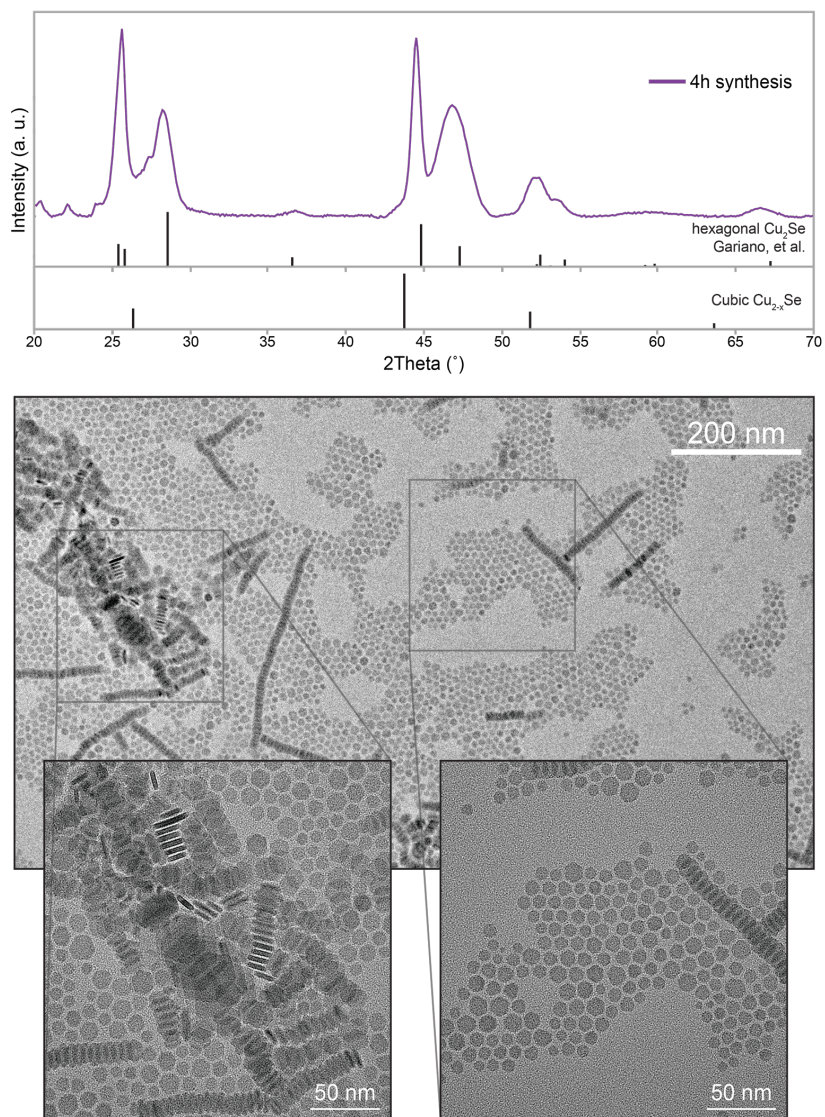 4h synthesis
Intensity (a. u.)
hexagonal Cu₂Se
Gariano, et al.
Cubic Cu₂₋ₓSe
20 25 30 35 40 45 50 55 60 65 70
2Theta (˚)
200 nm
50 nm
50 nm